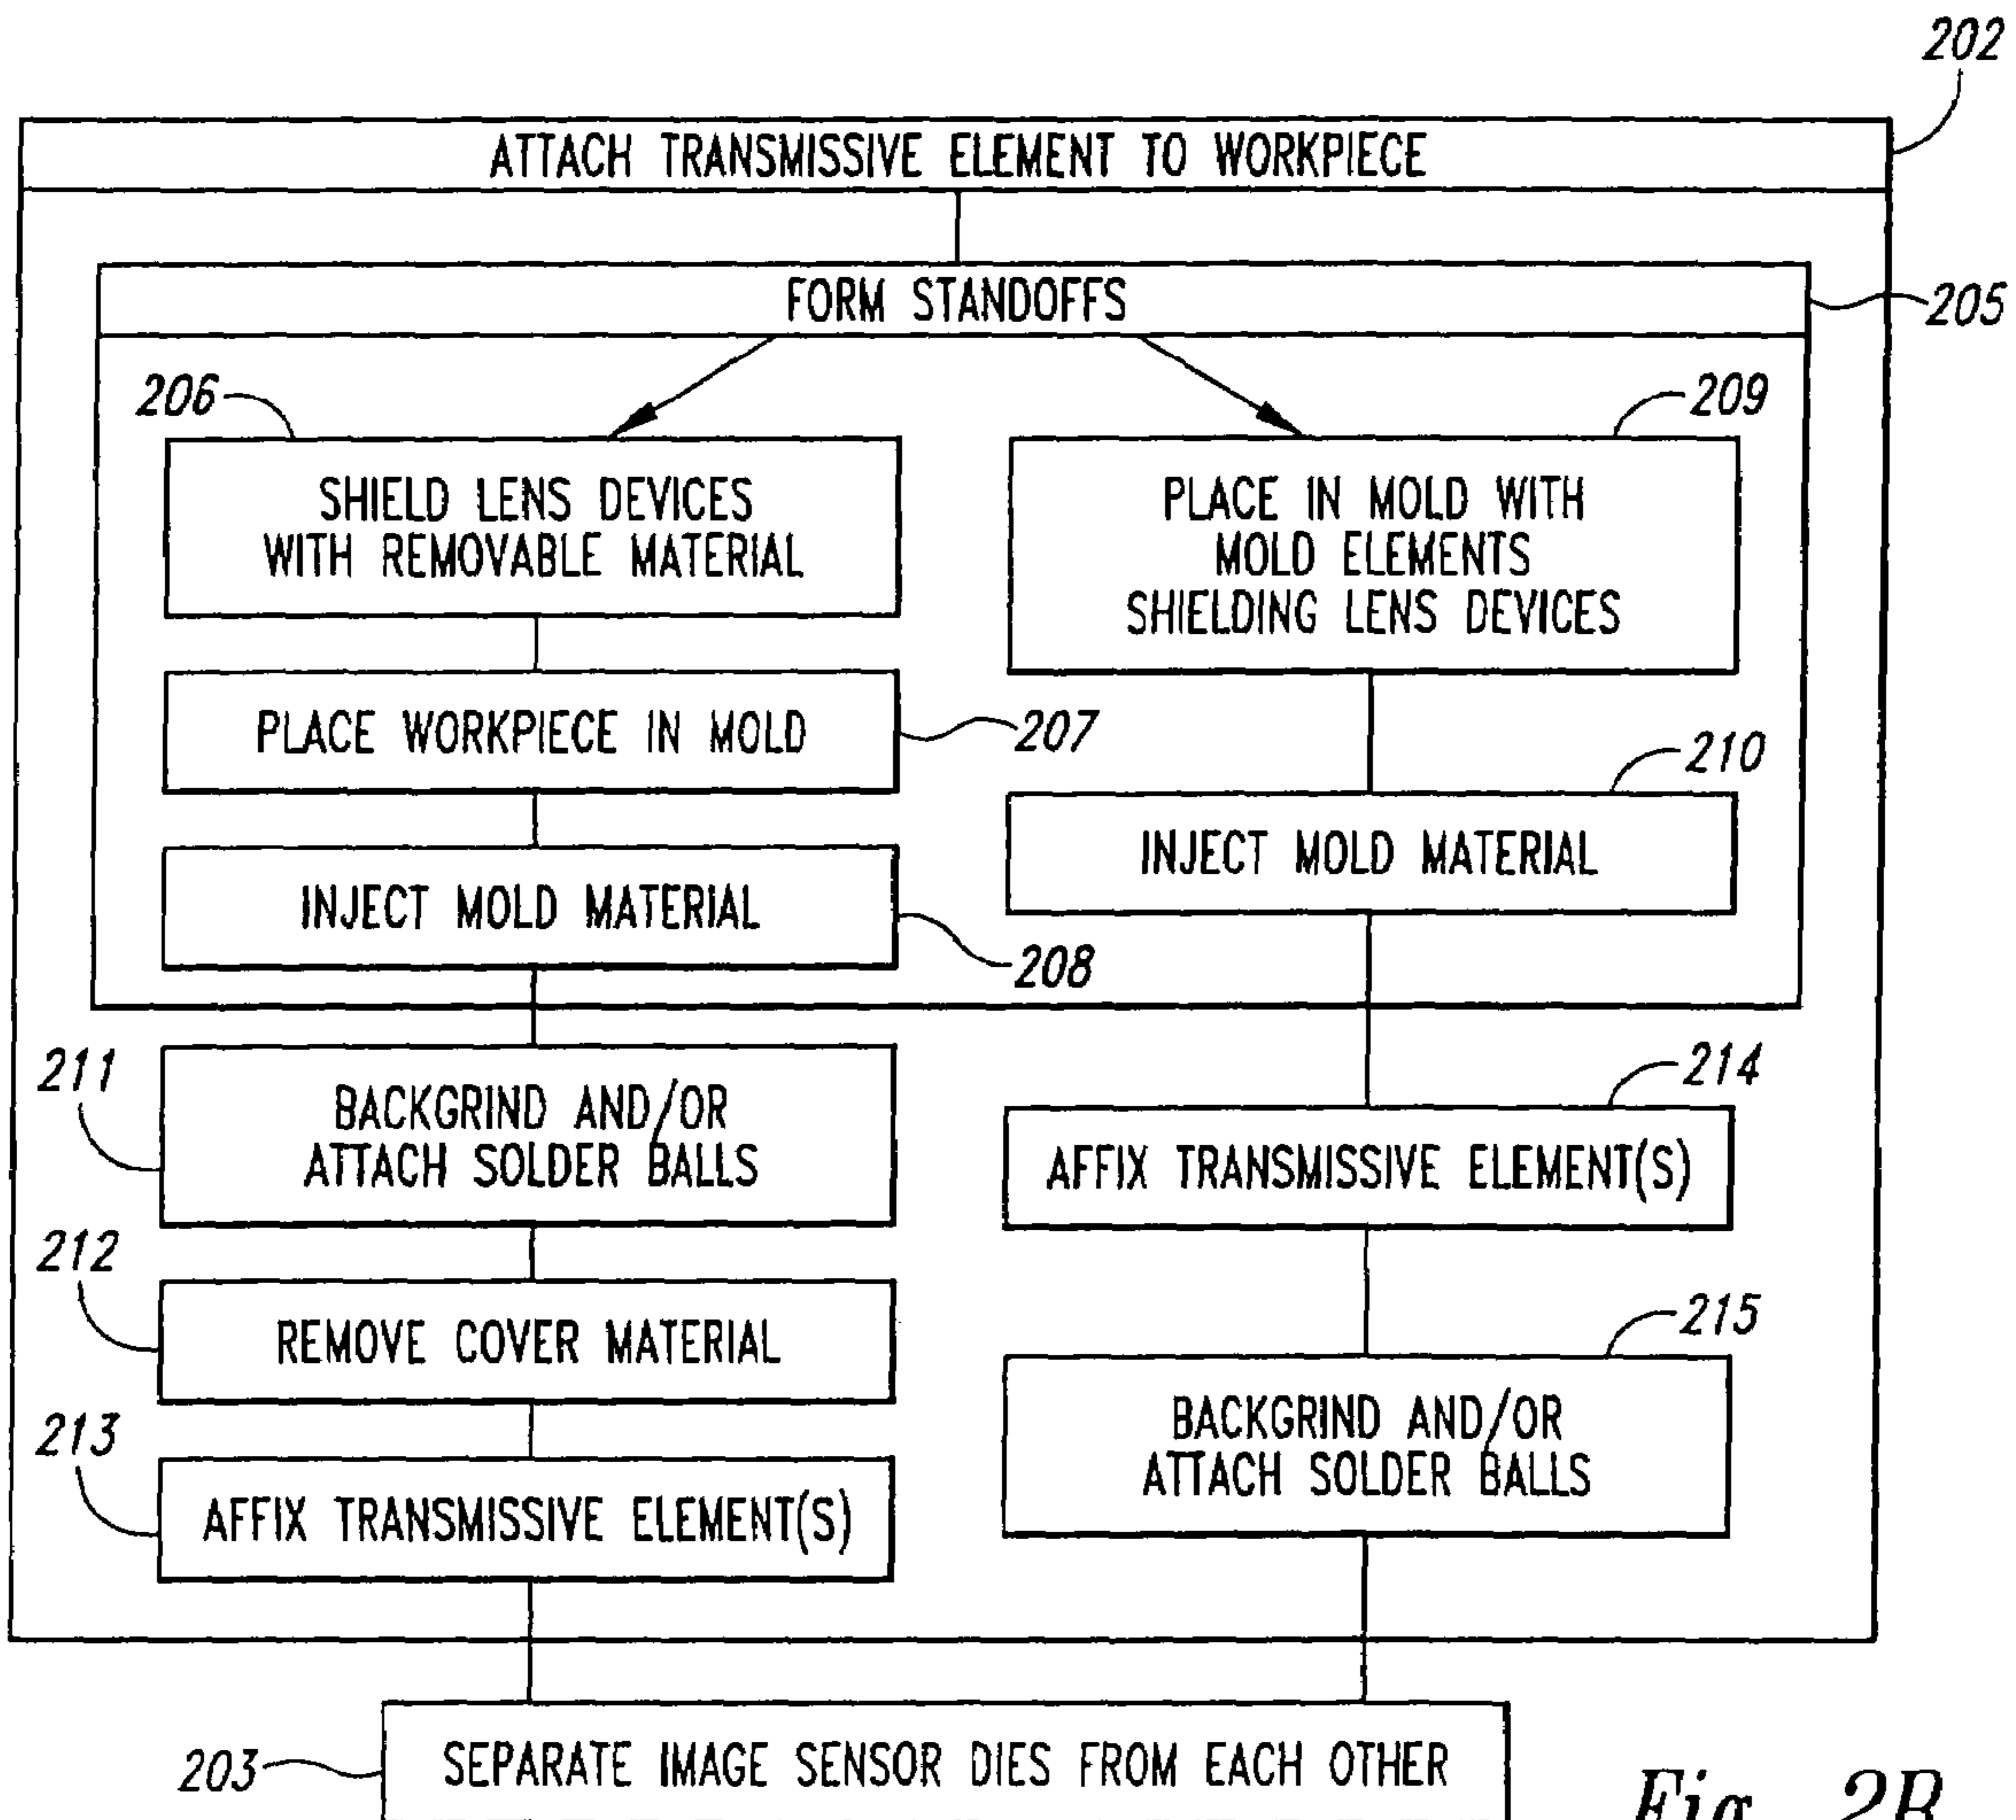 202
ATTACH TRANSMISSIVE ELEMENT TO WORKPIECE
FORM STANDOFFS
205
206
SHIELD LENS DEVICES
WITH REMOVABLE MATERIAL
209
PLACE IN MOLD WITH
MOLD ELEMENTS
SHIELDING LENS DEVICES
PLACE WORKPIECE IN MOLD
207
210
INJECT MOLD MATERIAL
INJECT MOLD MATERIAL
208
211
BACKGRIND AND/OR
ATTACH SOLDER BALLS
214
AFFIX TRANSMISSIVE ELEMENT(S)
212
REMOVE COVER MATERIAL
215
BACKGRIND AND/OR
ATTACH SOLDER BALLS
213
AFFIX TRANSMISSIVE ELEMENT(S)
203
SEPARATE IMAGE SENSOR DIES FROM EACH OTHER
Fig. 2B